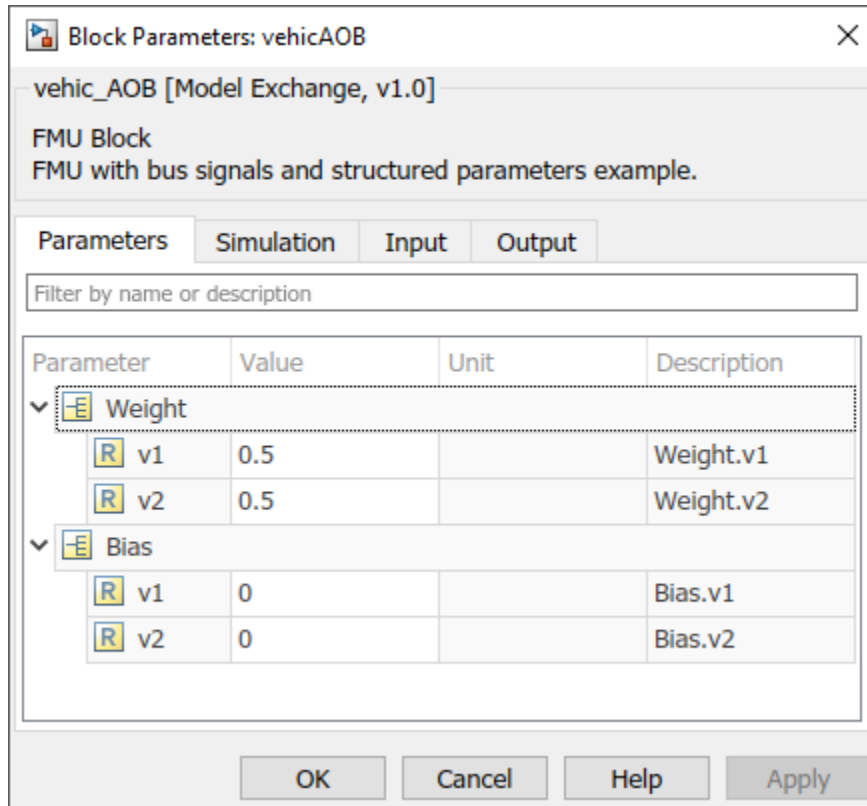 Block Parameters: vehicAOB
vehic_AOB [Model Exchange, v1.0]
FMU Block
FMU with bus signals and structured parameters example.
Parameters Simulation Input Output
Filter by name or description
Parameter Value Unit Description
Weight
R v1 0.5 Weight.v1
R v2 0.5 Weight.v2
Bias
R v1 0 Bias.v1
R v2 0 Bias.v2
OK Cancel Help Apply